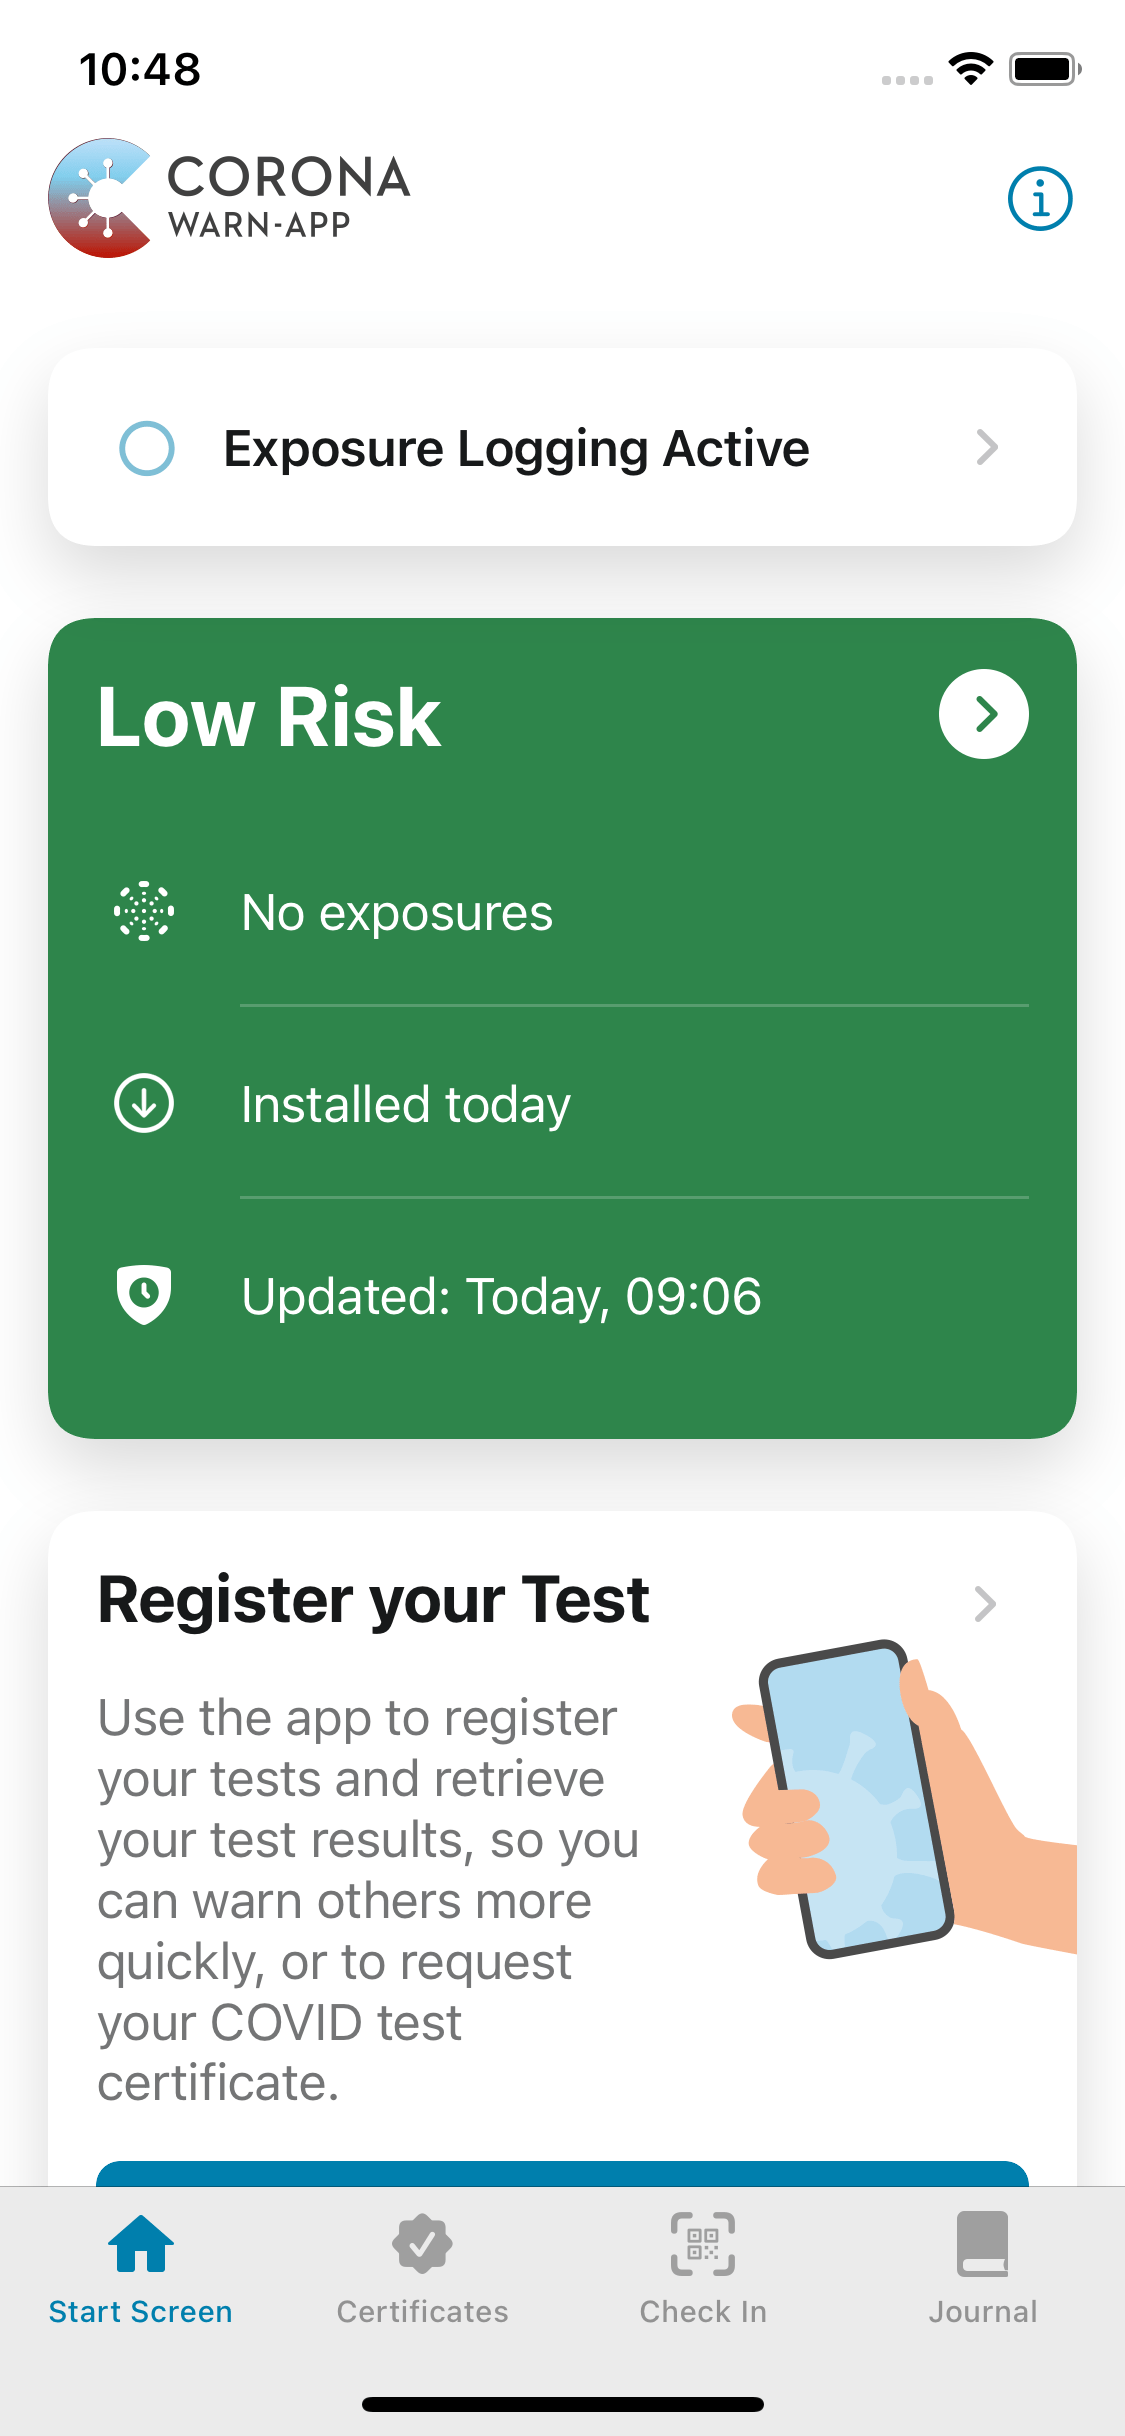 10:48
CORONA
WARN-APP
Exposure Logging Active
Low Risk
No exposures
Installed today
Updated: Today, 09:06
Register your Test
Use the app to register
your tests and retrieve
your test results, so you
can warn others more
quickly, or to request
your COVID test
certificate.
Start Screen
Certificates
Check In
Journal